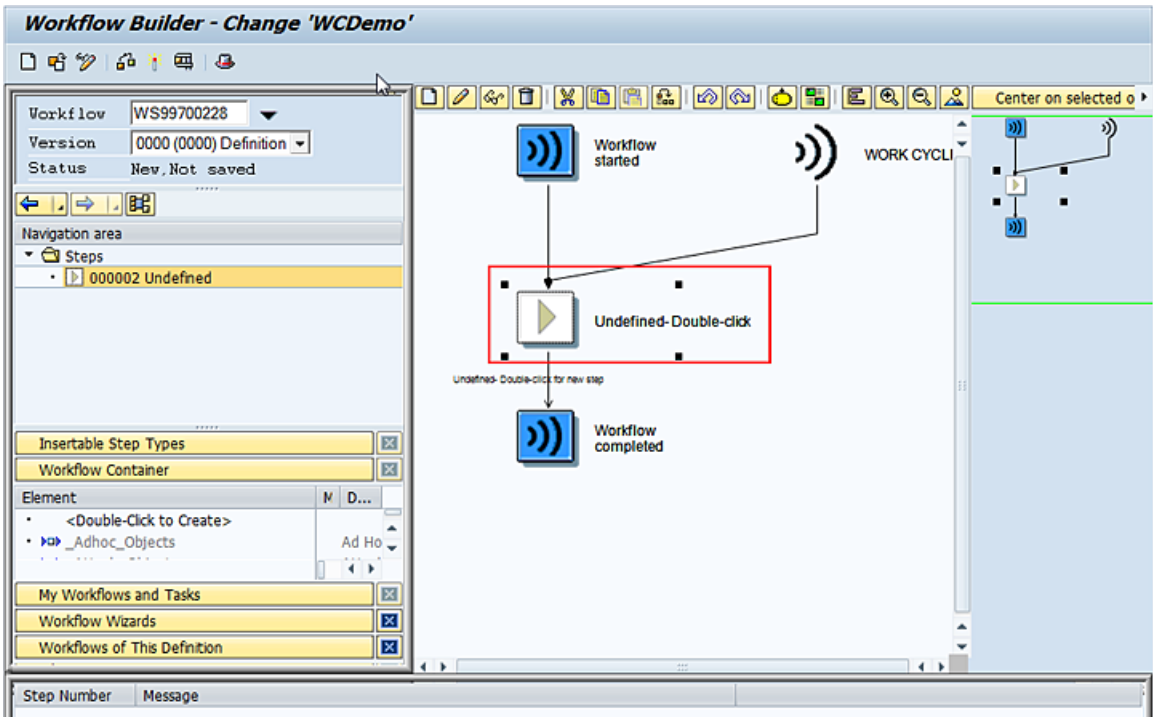 Workflow Builder - Change 'WCDemo'
Workflow WS99700228
Version 0000 (0000) Definition
Status New,Not saved
Navigation area
Steps
000002 Undefined
Insertable Step Types
Workflow Container
Element
D...
<Double-Click to Create>
_Adhoc_Objects Ad Ho
My Workflows and Tasks
Workflow Wizards
Workflows of This Definition
Center on selected o
Workflow
started
WORK CYCLI
Undefined- Double-click
Undefined- Double-click for new step
Workflow
completed
Step Number Message